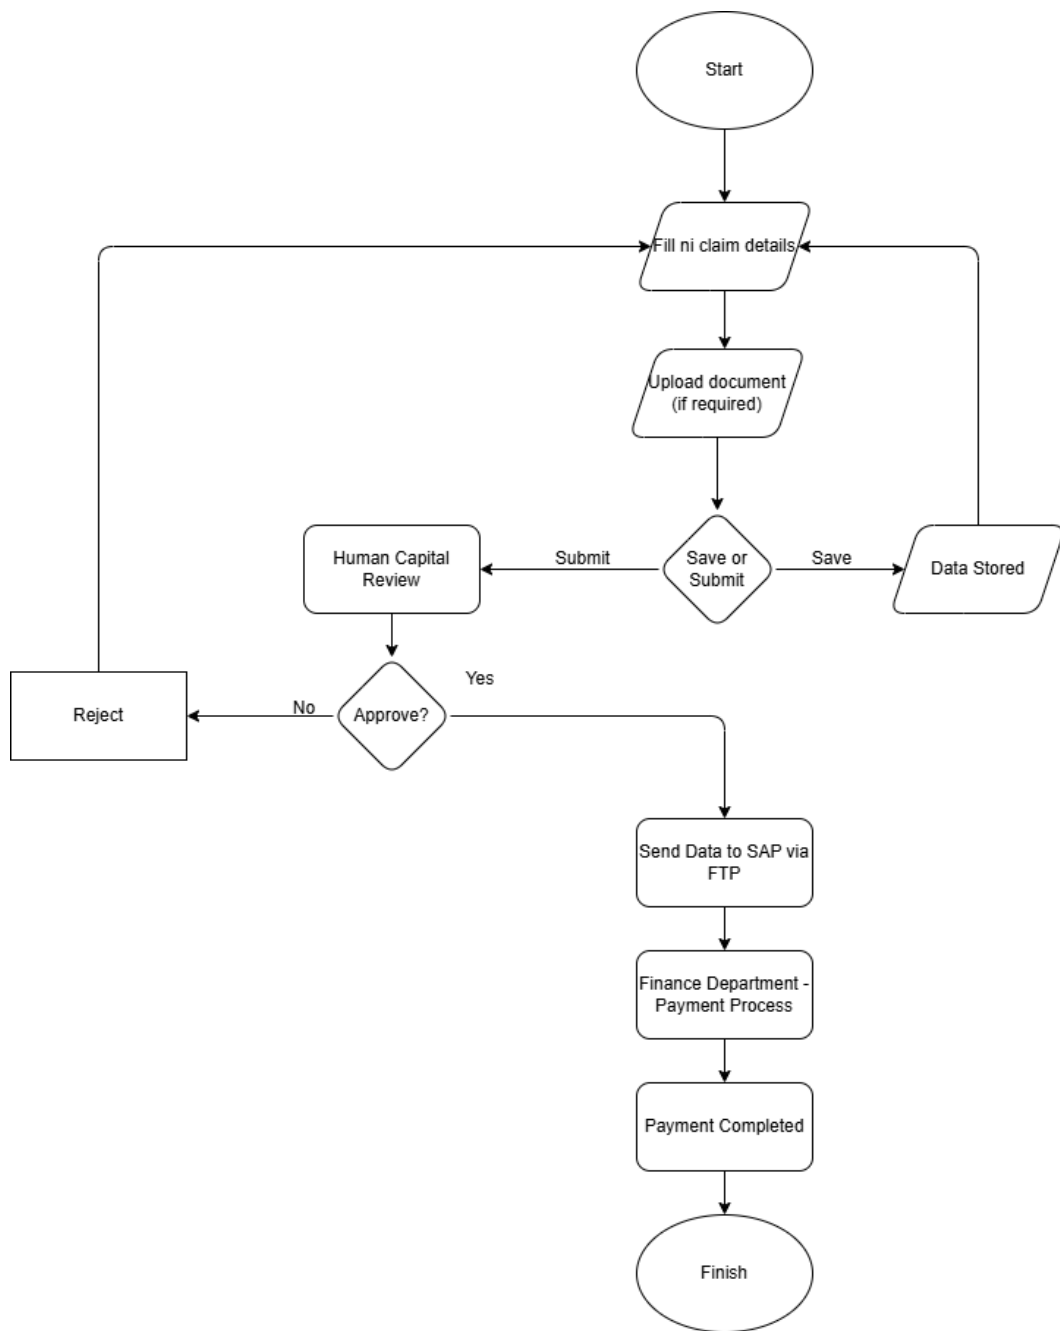 Start
Fill ni claim details
Upload document
(if required)
Human Capital
Review
Submit
Save or
Submit
Save
Data Stored
Yes
Reject
No
Approve?
Send Data to SAP via
FTP
Finance Department -
Payment Process
Payment Completed
Finish